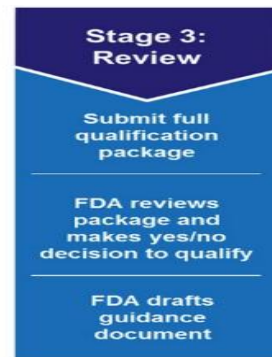 Stage 3:
Review
Submit full
qualification
package
FDA reviews
package and
makes yes/no
decision to qualify
FDA drafts
guidance
document